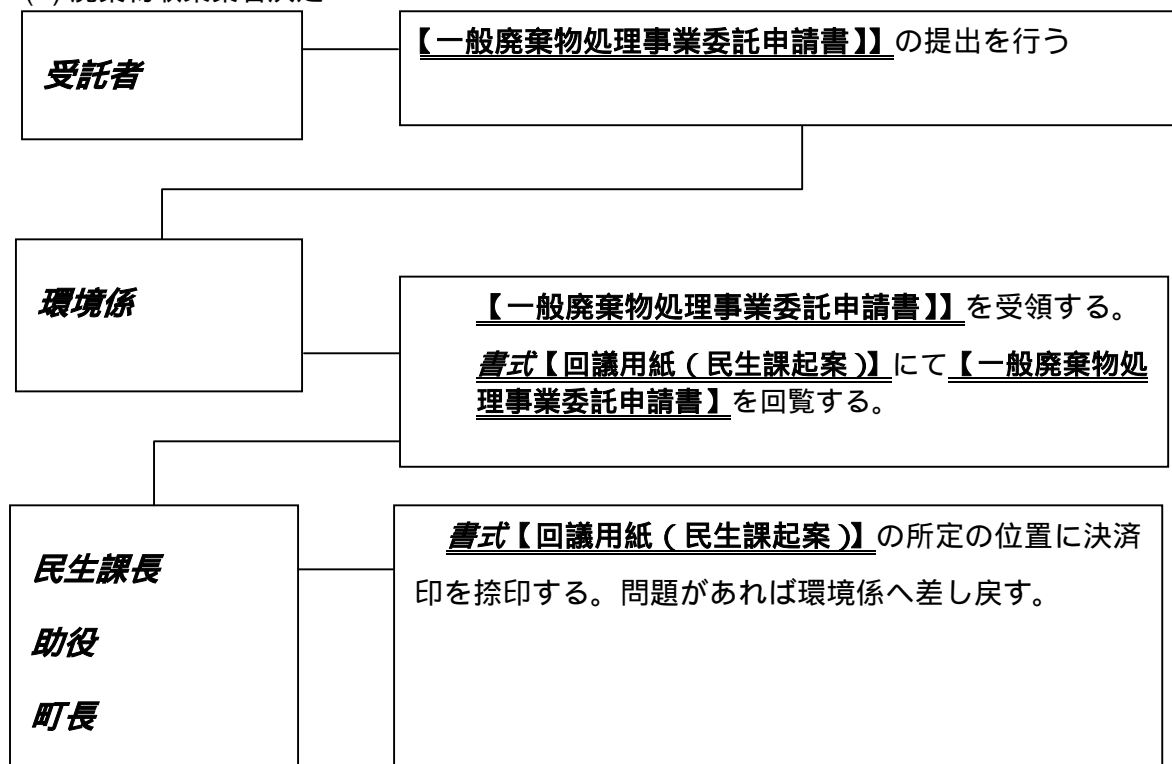 受託者
【一般廃棄物処理事業委託申請書】】の提出を行う
環境係
【一般廃棄物処理事業委託申請書】】を受領する。
書式【回議用紙（民生課起案）】にて【一般廃棄物処
理事業委託申請書】を回覧する。
民生課長
助役
町長
書式【回議用紙（民生課起案）】の所定の位置に決済
印を捺印する。問題があれば環境係へ差し戻す。